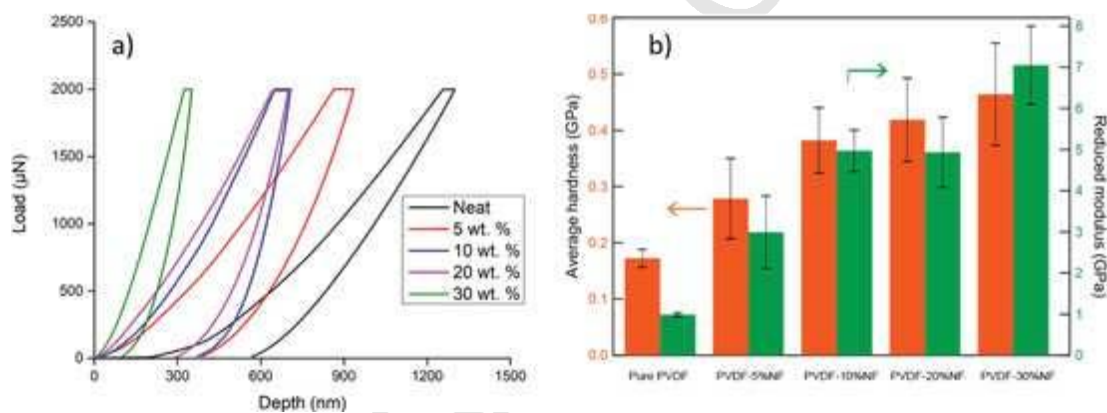 a)
2500
2000
1500
1000
500
0
Load (µN)
0 300 600 900 1200 1500
Depth (nm)
Neat
5 wt. %
10 wt. %
20 wt. %
30 wt. %
b)
0.6
0.5
0.4
0.3
0.2
0.1
0.0
Average hardness (GPa)
8
7
6
5
4
3
2
1
0
Reduced modulus (GPa)
Pure PVDF PVDF-5%NF PVDF-10%NF PVDF-20%NF PVDF-30%NF